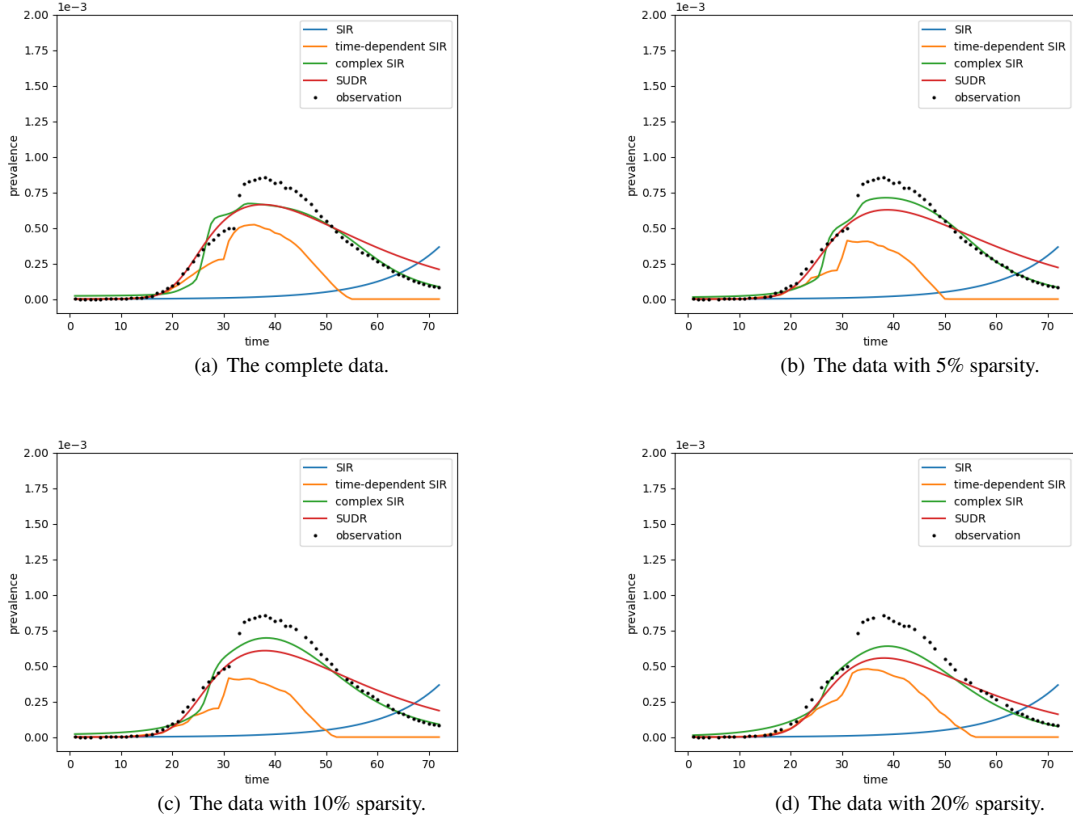 1e−3
2.00
1.75
1.50
1.25
1.00
0.75
0.50
0.25
0.00
prevalence
SIR
time-dependent SIR
complex SIR
SUDR
observation
0 10 20 30 40 50 60 70
time
(a) The complete data.
1e−3
2.00
1.75
1.50
1.25
1.00
0.75
0.50
0.25
0.00
prevalence
SIR
time-dependent SIR
complex SIR
SUDR
observation
0 10 20 30 40 50 60 70
time
(b) The data with 5% sparsity.
1e−3
2.00
1.75
1.50
1.25
1.00
0.75
0.50
0.25
0.00
prevalence
SIR
time-dependent SIR
complex SIR
SUDR
observation
0 10 20 30 40 50 60 70
time
(c) The data with 10% sparsity.
1e−3
2.00
1.75
1.50
1.25
1.00
0.75
0.50
0.25
0.00
prevalence
SIR
time-dependent SIR
complex SIR
SUDR
observation
0 10 20 30 40 50 60 70
time
(d) The data with 20% sparsity.